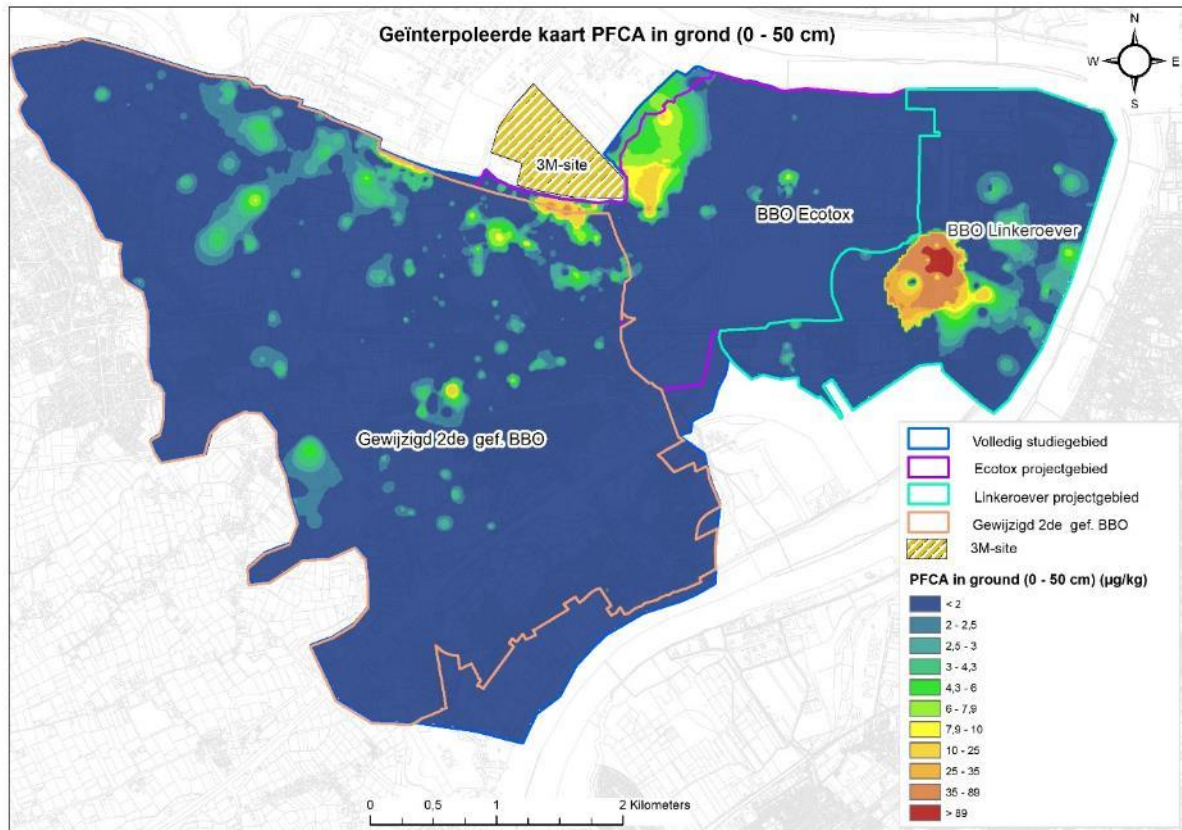 Geïnterpoleerde kaart PFCA in grond (0 - 50 cm)
N
W
E
S
3M-site
BBO Ecotox
BBO Linkeroever
Gewijzigd 2de gef. BBO
Volledig studiegebied
Ecotox projectgebied
Linkeroever projectgebied
Gewijzigd 2de gef. BBO
3M-site
PFCA in ground (0 - 50 cm) (µg/kg)
< 2
2 - 2,5
2,5 - 3
3 - 4,3
4,3 - 6
6 - 7,9
7,9 - 10
10 - 25
25 - 35
35 - 89
> 89
0 0,5 1 2 Kilometers